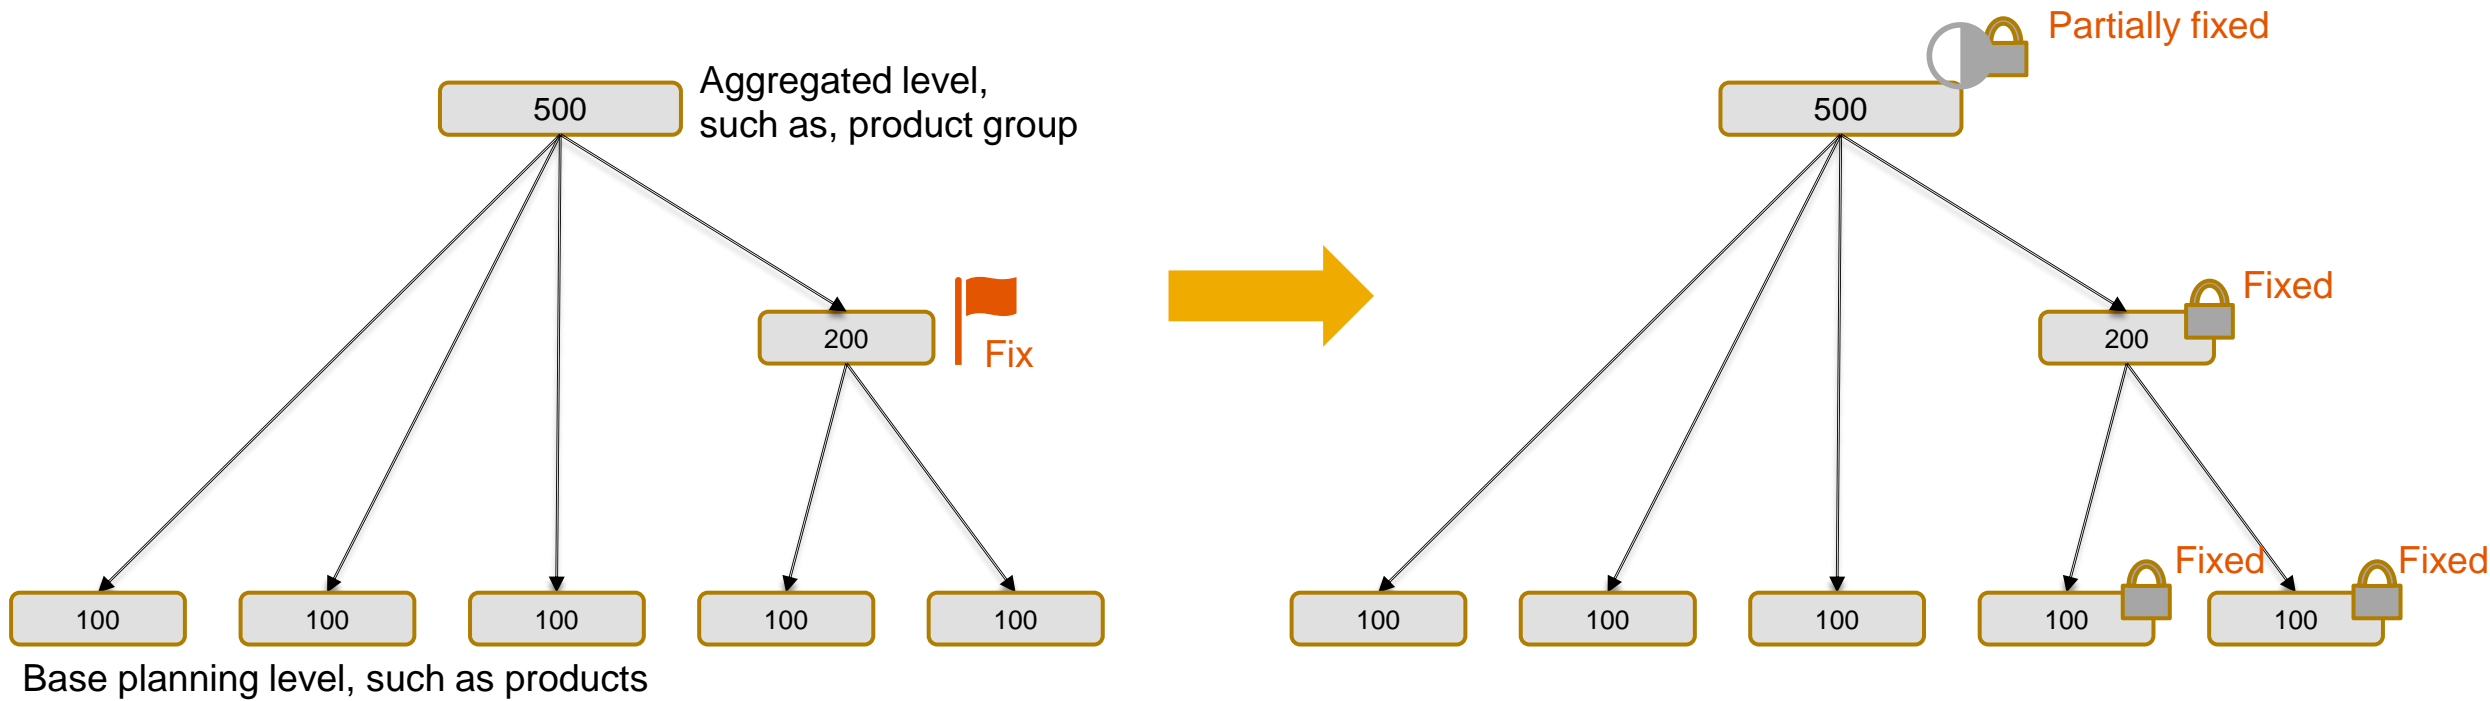 Partially fixed
Aggregated level,
such as, product group
500
500
Fixed
Fix
200
200
Fixed
Fixed
100
100
100
100
100
100
100
100
100
100
Base planning level, such as products